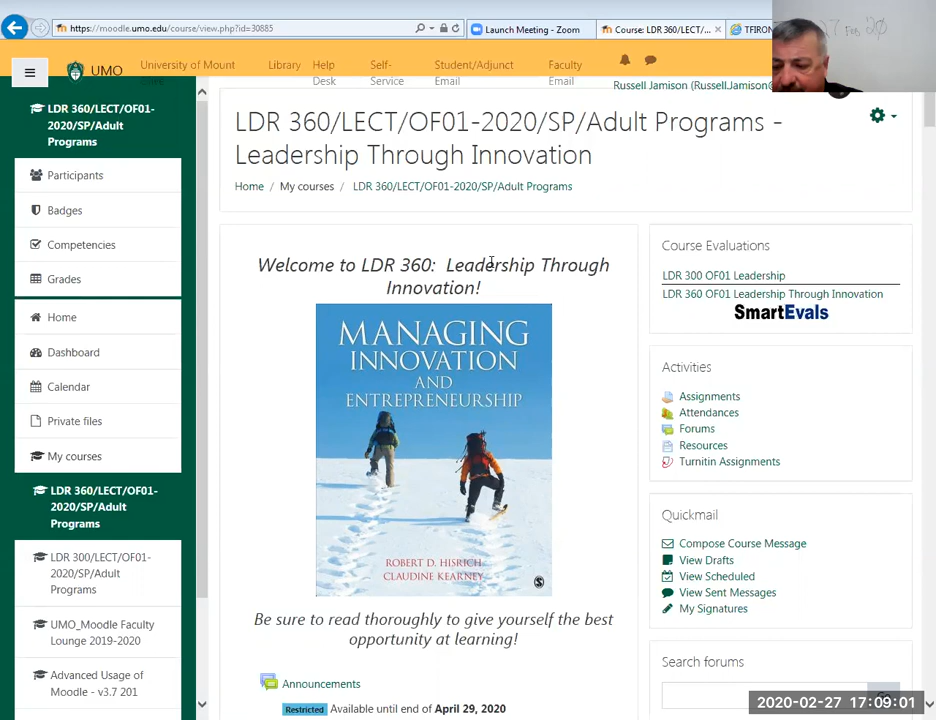 https://moodle.umo.edu/course/view.php?id=30885
Launch Meeting - Zoom
Course: LDR 360/LECT/...
TFIRON
27 Feb 20
UMO
University of Mount
Library
Help Desk
Self-Service
Student/Adjunct Email
Faculty Email
Russell Jamison (Russell.Jamison@
LDR 360/LECT/OF01-
2020/SP/Adult
Programs
Participants
Badges
Competencies
Grades
Home
Dashboard
Calendar
Private files
My courses
LDR 360/LECT/OF01-
2020/SP/Adult
Programs
LDR 300/LECT/OF01-
2020/SP/Adult
Programs
UMO_Moodle Faculty
Lounge 2019-2020
Advanced Usage of
Moodle - v3.7 201
LDR 360/LECT/OF01-2020/SP/Adult Programs -
Leadership Through Innovation
Home / My courses / LDR 360/LECT/OF01-2020/SP/Adult Programs
Welcome to LDR 360: Leadership Through
Innovation!
MANAGING
INNOVATION
AND
ENTREPRENEURSHIP
ROBERT D. HISRICH
CLAUDINE KEARNEY
Be sure to read thoroughly to give yourself the best
opportunity at learning!
Announcements
Restricted Available until end of April 29, 2020
Course Evaluations
LDR 300 OF01 Leadership
LDR 360 OF01 Leadership Through Innovation
SmartEvals
Activities
Assignments
Attendances
Forums
Resources
Turnitin Assignments
Quickmail
Compose Course Message
View Drafts
View Scheduled
View Sent Messages
My Signatures
Search forums
2020-02-27 17:09:01